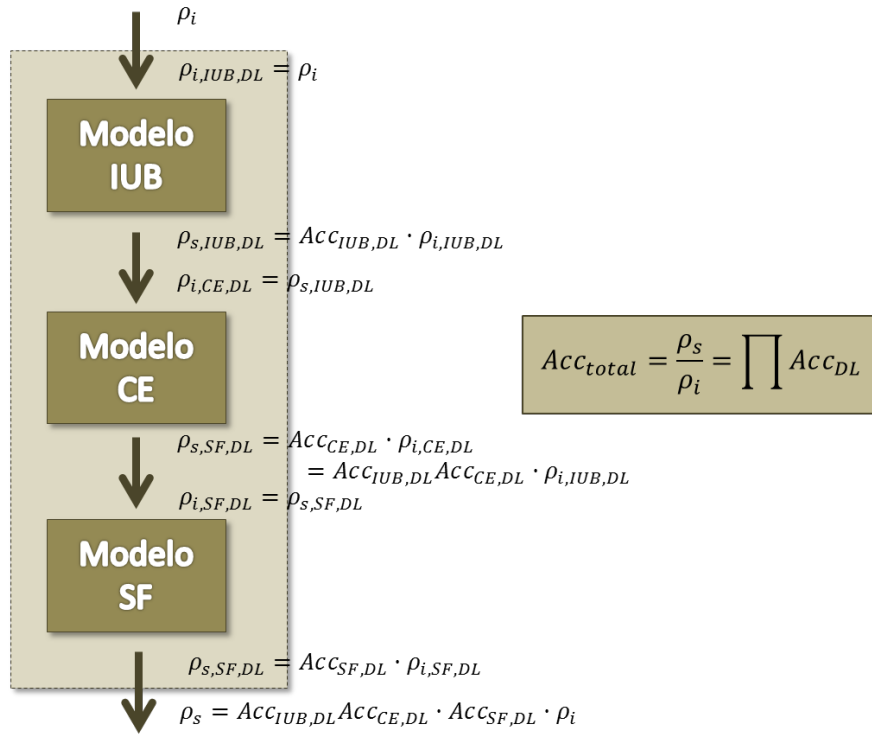 ρ_i
ρ_{i,IUB,DL} = ρ_i
Modelo
IUB
ρ_{s,IUB,DL} = Acc_{IUB,DL} · ρ_{i,IUB,DL}
ρ_{i,CE,DL} = ρ_{s,IUB,DL}
Modelo
CE
Acc_{total} = ρ_s / ρ_i = ∏ Acc_{DL}
ρ_{s,SF,DL} = Acc_{CE,DL} · ρ_{i,CE,DL}
= Acc_{IUB,DL} Acc_{CE,DL} · ρ_{i,IUB,DL}
ρ_{i,SF,DL} = ρ_{s,SF,DL}
Modelo
SF
ρ_{s,SF,DL} = Acc_{SF,DL} · ρ_{i,SF,DL}
ρ_s = Acc_{IUB,DL} Acc_{CE,DL} · Acc_{SF,DL} · ρ_i